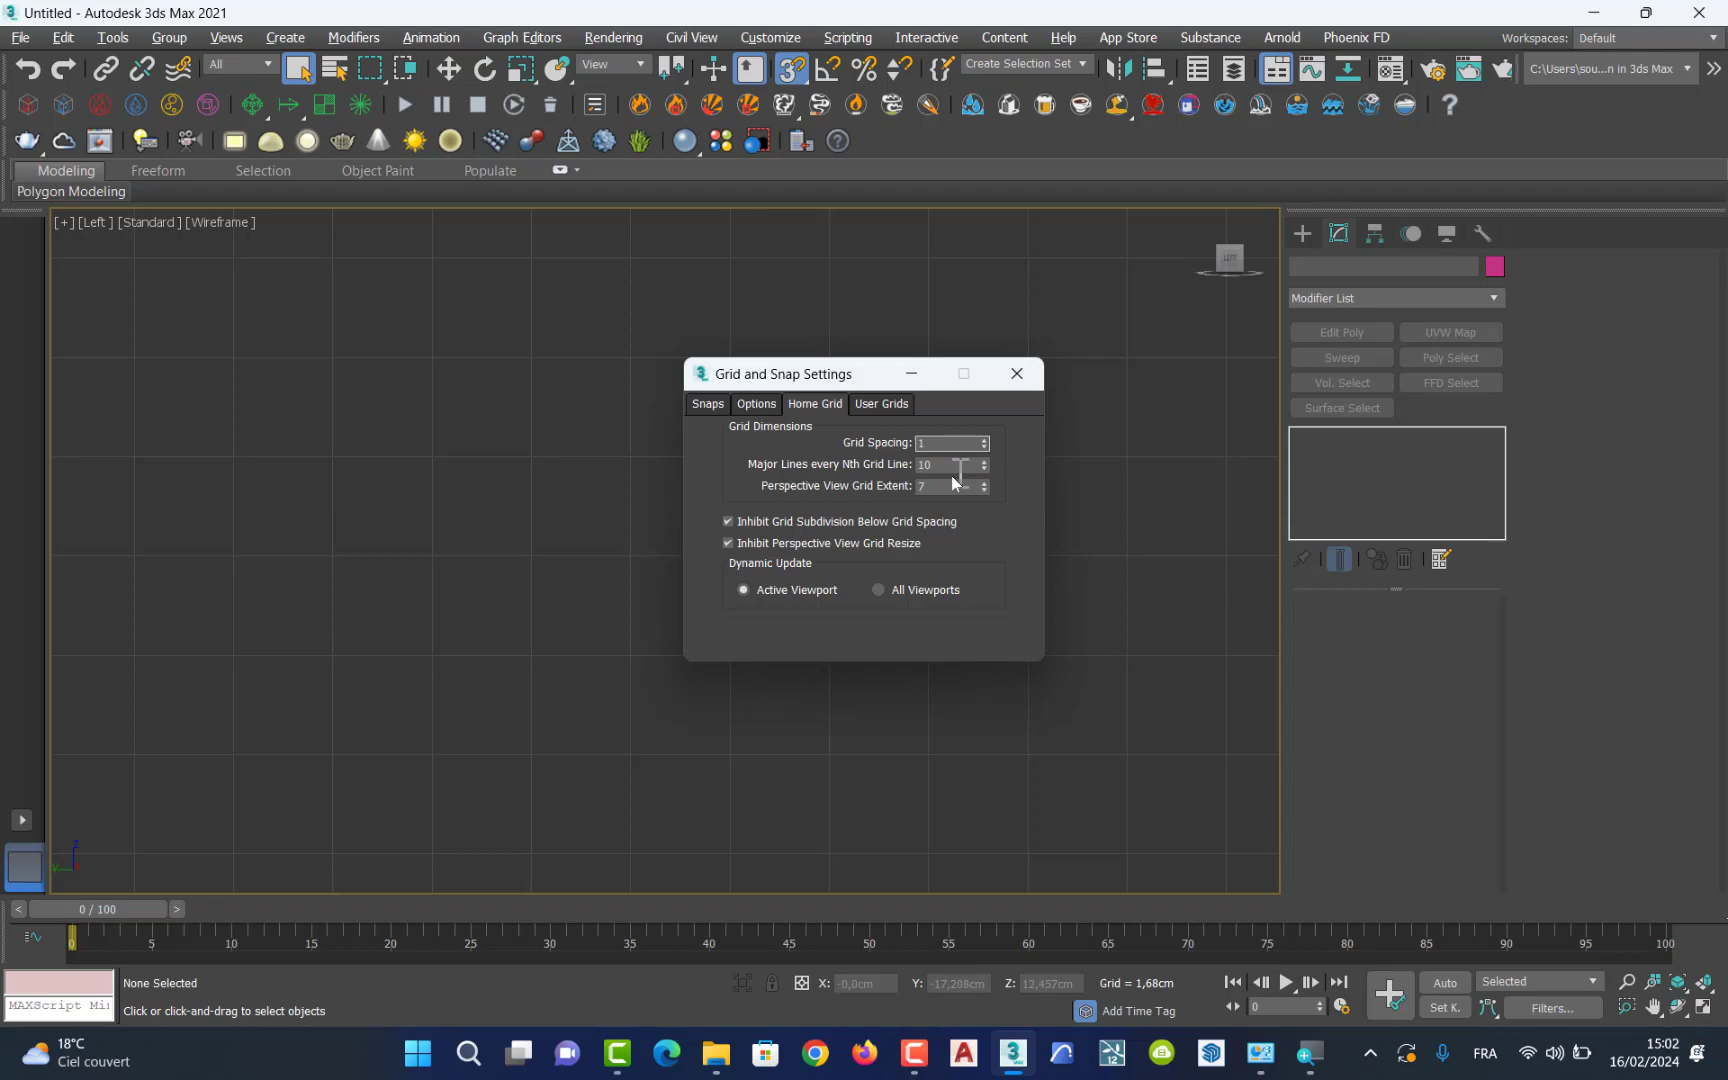 Untitled - Autodesk 3ds Max 2021
File Edit Tools Group Views Create Modifiers Animation Graph Editors Rendering Civil View Customize Scripting Interactive Content Help App Store Substance Arnold Phoenix FD Workspaces: Default
All View Create Selection Set C:\Users\sou...n in 3ds Max
Modeling Freeform Selection Object Paint Populate
Polygon Modeling
[+] [Left ] [Standard ] [Wireframe ]
LEFT
Modifier List
Edit Poly UVW Map
Sweep Poly Select
Vol. Select FFD Select
Surface Select
Grid and Snap Settings
Snaps Options Home Grid User Grids
Grid Dimensions
Grid Spacing: 1
Major Lines every Nth Grid Line: 10
Perspective View Grid Extent: 7
Inhibit Grid Subdivision Below Grid Spacing
Inhibit Perspective View Grid Resize
Dynamic Update
Active Viewport All Viewports
z
y
< 0 / 100 >
0 5 10 15 20 25 30 35 40 45 50 55 60 65 70 75 80 85 90 95 100
None Selected X: -0,0cm Y: -17,208cm Z: 12,457cm Grid = 1,68cm Auto Selected
MAXScript Mi: Click or click-and-drag to select objects Add Time Tag 0 Set K. Filters...
18°C
Ciel couvert
12
FRA
15:02
16/02/2024